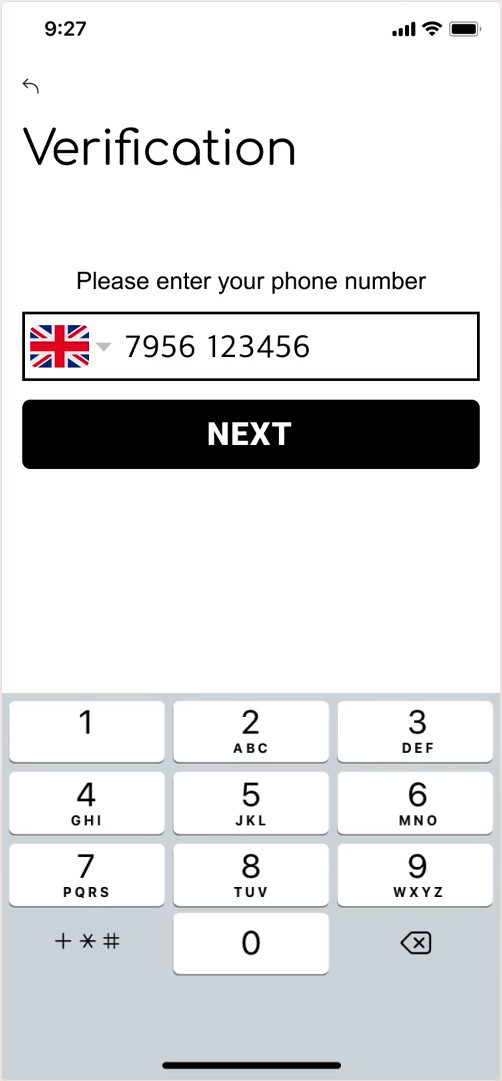 9:27
Verification
Please enter your phone number
7956 123456
NEXT
1 2 3
ABC DEF
4 5 6
GHI JKL MNO
7 8 9
PQRS TUV WXYZ
+ * # 0